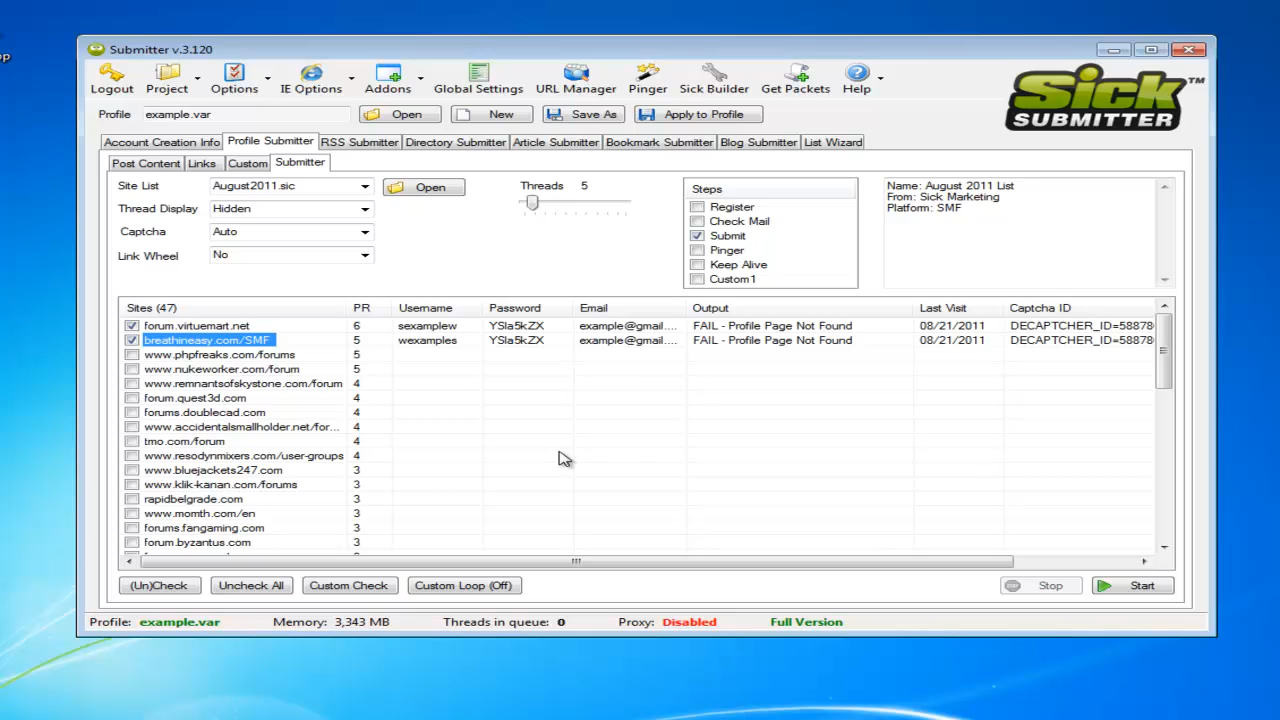 op
Submitter v.3.120
Logout Project Options IE Options Addons Global Settings URL Manager Pinger Sick Builder Get Packets Help
Sick SUBMITTER ™
Profile example.var Open New Save As Apply to Profile
Account Creation Info Profile Submitter RSS Submitter Directory Submitter Article Submitter Bookmark Submitter Blog Submitter List Wizard
Post Content Links Custom Submitter
Site List August2011.sic Open
Thread Display Hidden
Captcha Auto
Link Wheel No
Threads 5
Steps
Register
Check Mail
Submit
Pinger
Keep Alive
Custom1
Name: August 2011 List
From: Sick Marketing
Platform: SMF
Sites (47) PR Username Password Email Output Last Visit Captcha ID
forum.virtuemart.net 6 sexamplew YSla5kZX example@gmail.... FAIL - Profile Page Not Found 08/21/2011 DECAPTCHER_ID=58878
breathineasy.com/SMF 5 wexamples YSla5kZX example@gmail.... FAIL - Profile Page Not Found 08/21/2011 DECAPTCHER_ID=58878
www.phpfreaks.com/forums 5
www.nukeworker.com/forum 5
www.remnantsofskystone.com/forum 4
forum.quest3d.com 4
forums.doublecad.com 4
www.accidentalsmallholder.net/for... 4
tmo.com/forum 4
www.resodynmixers.com/user-groups 4
www.bluejackets247.com 3
www.klik-kanan.com/forums 3
rapidbelgrade.com 3
www.momth.com/en 3
forums.fangaming.com 3
forum.byzantus.com 3
(Un)Check Uncheck All Custom Check Custom Loop (Off) Stop Start
Profile: example.var Memory: 3,343 MB Threads in queue: 0 Proxy: Disabled Full Version